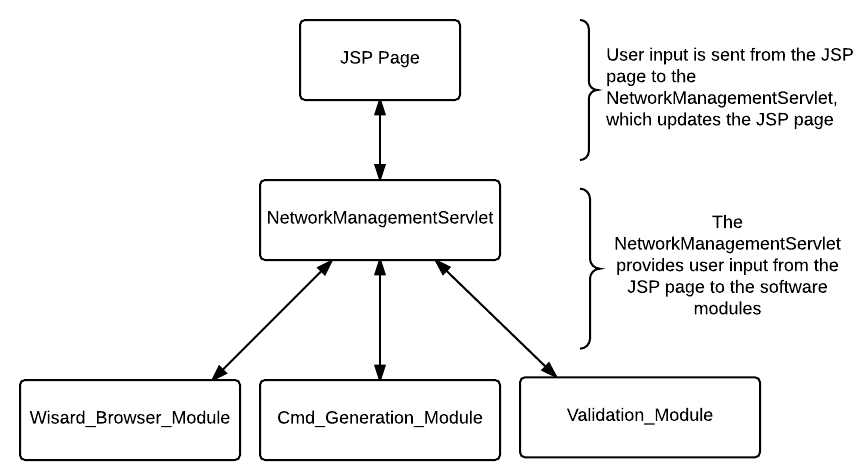 JSP Page
User input is sent from the JSP
page to the
NetworkManagementServlet,
which updates the JSP page
NetworkManagementServlet
The
NetworkManagementServlet
provides user input from the
JSP page to the software
modules
Wisard_Browser_Module
Cmd_Generation_Module
Validation_Module